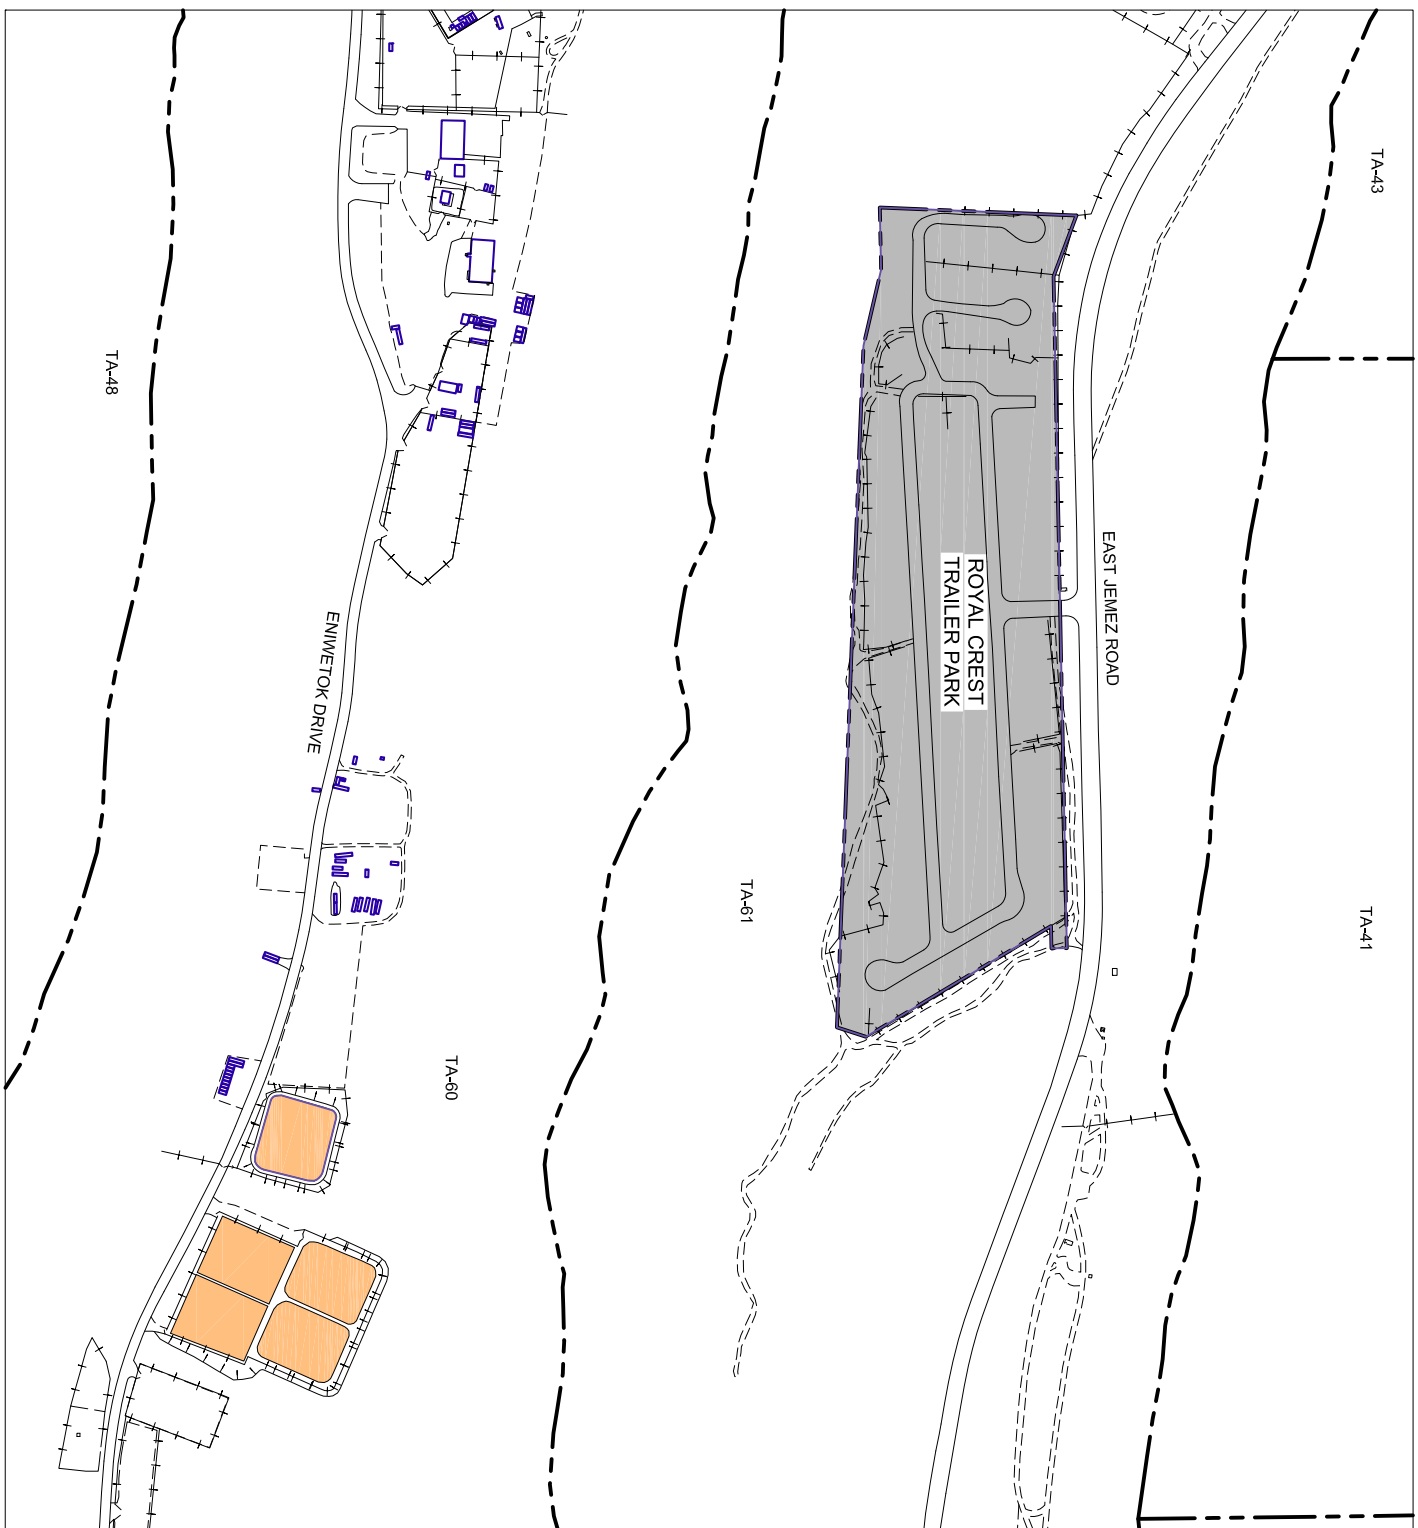 TA-43
TA-41
EAST JEMEZ ROAD
ROYAL CREST
TRAILER PARK
TA-61
TA-60
ENIWETOK DRIVE
TA-48